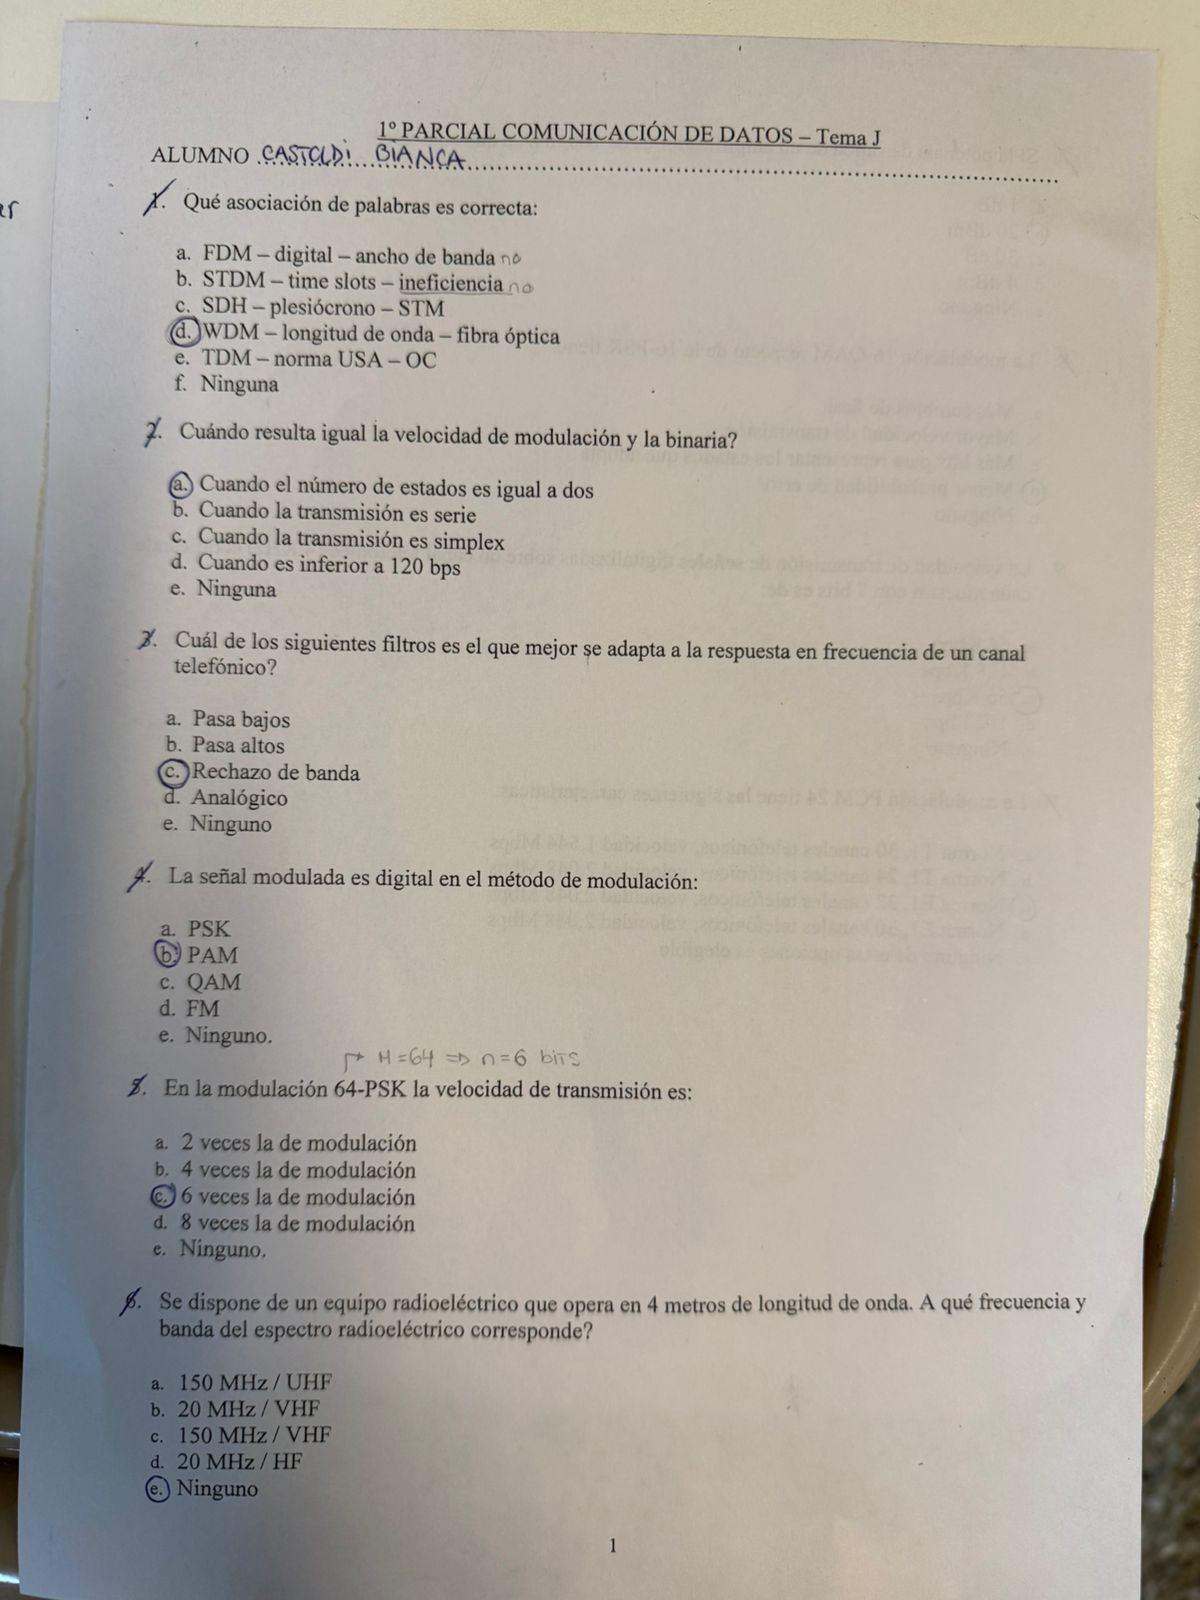 1º PARCIAL COMUNICACIÓN DE DATOS – Tema J
ALUMNO CASTOLDI BIANCA
1. Qué asociación de palabras es correcta:
a. FDM – digital – ancho de banda no
b. STDM – time slots – ineficiencia no
c. SDH – plesiócrono – STM
d. WDM – longitud de onda – fibra óptica
e. TDM – norma USA – OC
f. Ninguna
2. Cuándo resulta igual la velocidad de modulación y la binaria?
a. Cuando el número de estados es igual a dos
b. Cuando la transmisión es serie
c. Cuando la transmisión es simplex
d. Cuando es inferior a 120 bps
e. Ninguna
3. Cuál de los siguientes filtros es el que mejor se adapta a la respuesta en frecuencia de un canal
telefónico?
a. Pasa bajos
b. Pasa altos
c. Rechazo de banda
d. Analógico
e. Ninguno
4. La señal modulada es digital en el método de modulación:
a. PSK
b. PAM
c. QAM
d. FM
e. Ninguno.
→ M=64 => n=6 bits
5. En la modulación 64-PSK la velocidad de transmisión es:
a. 2 veces la de modulación
b. 4 veces la de modulación
c. 6 veces la de modulación
d. 8 veces la de modulación
e. Ninguno.
6. Se dispone de un equipo radioeléctrico que opera en 4 metros de longitud de onda. A qué frecuencia y
banda del espectro radioeléctrico corresponde?
a. 150 MHz / UHF
b. 20 MHz / VHF
c. 150 MHz / VHF
d. 20 MHz / HF
e. Ninguno
1